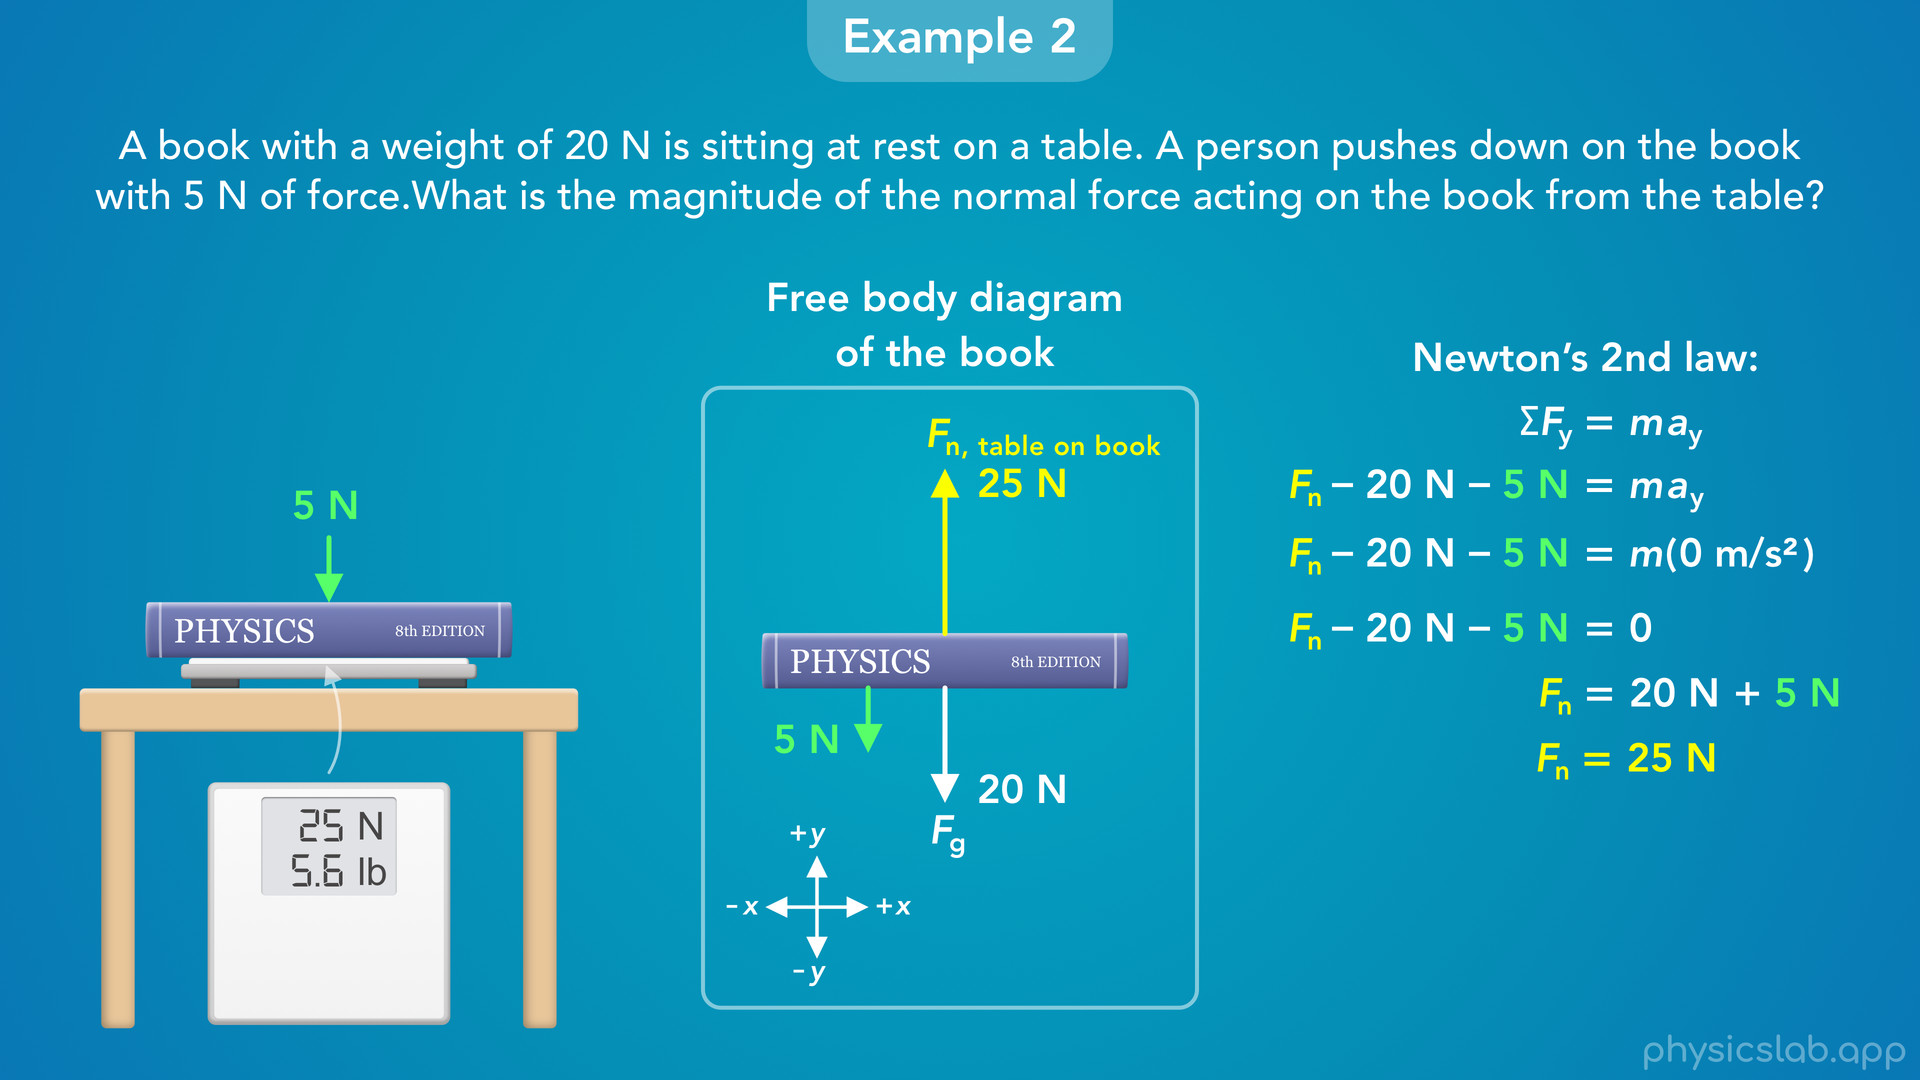 Example 2
A book with a weight of 20 N is sitting at rest on a table. A person pushes down on the book
with 5 N of force.What is the magnitude of the normal force acting on the book from the table?
5 N
PHYSICS 8th EDITION
25 N
5.6 lb
Free body diagram
of the book
Fn, table on book
25 N
PHYSICS 8th EDITION
5 N
20 N
Fg
+y
-x +x
-y
Newton’s 2nd law:
ΣFy = may
Fn – 20 N – 5 N = may
Fn – 20 N – 5 N = m(0 m/s²)
Fn – 20 N – 5 N = 0
Fn = 20 N + 5 N
Fn = 25 N
physicslab.app